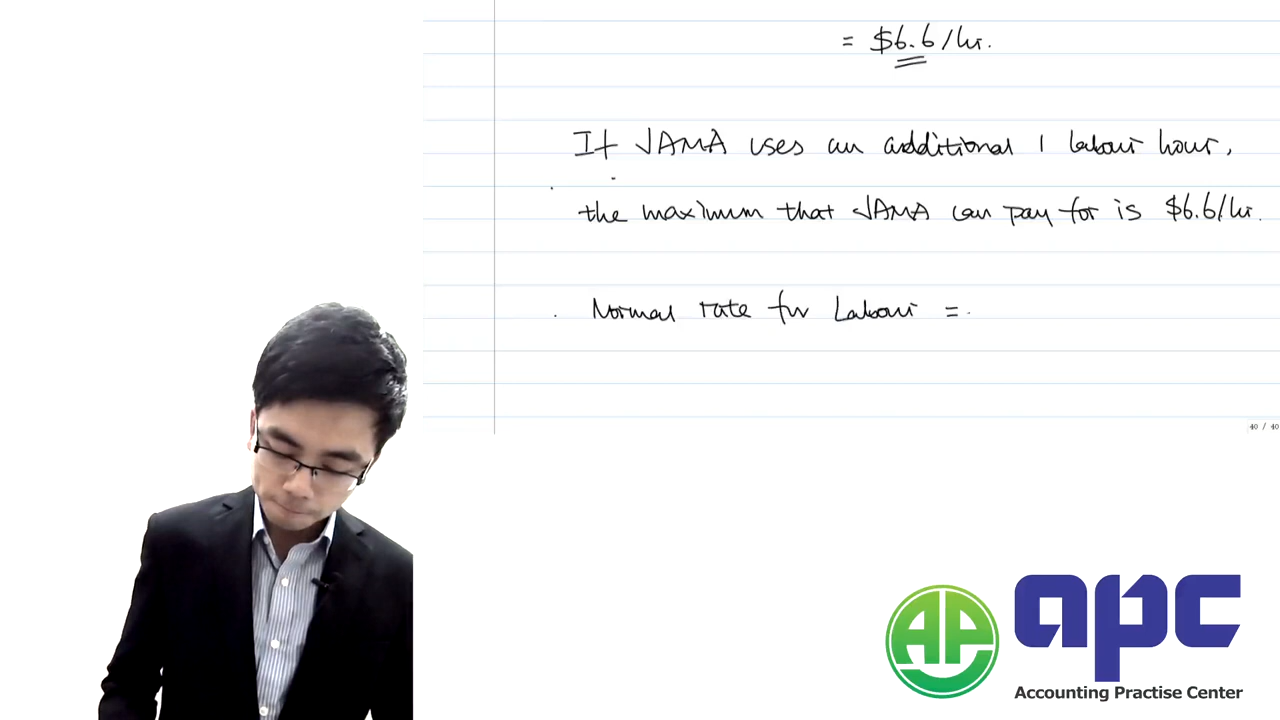 = $6.6/hr.
If JAMA uses an additional 1 labour hour,
the maximum that JAMA can pay for is $6.6/hr.
Normal rate for Labour =
40 / 40
AP
apc
Accounting Practise Center